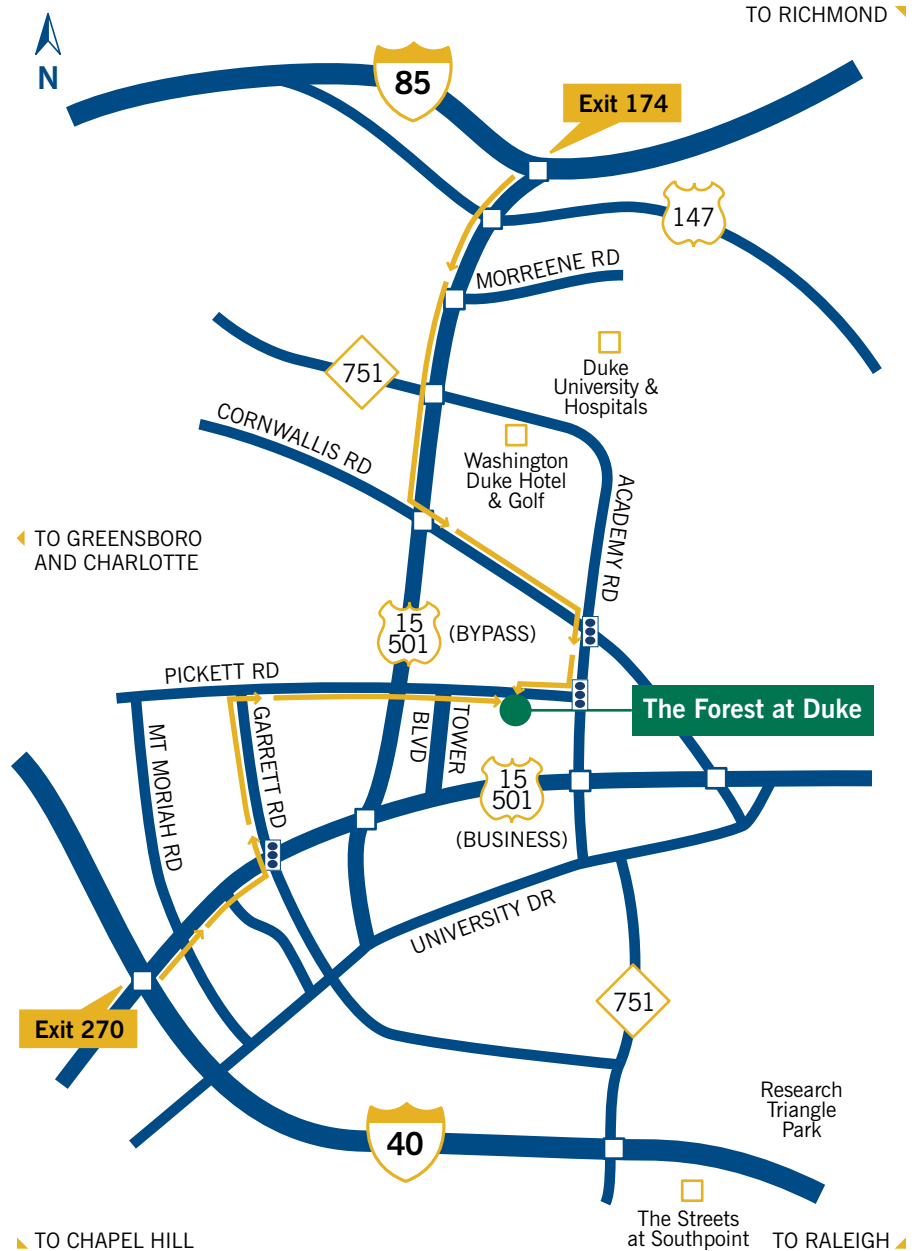 TO RICHMOND
N
85
Exit 174
147
MORREENE RD
751
Duke
University &
Hospitals
CORNWALLIS RD
Washington
Duke Hotel
& Golf
ACADEMY RD
TO GREENSBORO
AND CHARLOTTE
15
501
(BYPASS)
PICKETT RD
The Forest at Duke
MT MORIAH RD
GARRETT RD
TOWER
BLVD
15
501
(BUSINESS)
UNIVERSITY DR
751
Exit 270
40
Research
Triangle
Park
The Streets
at Southpoint
TO CHAPEL HILL
TO RALEIGH